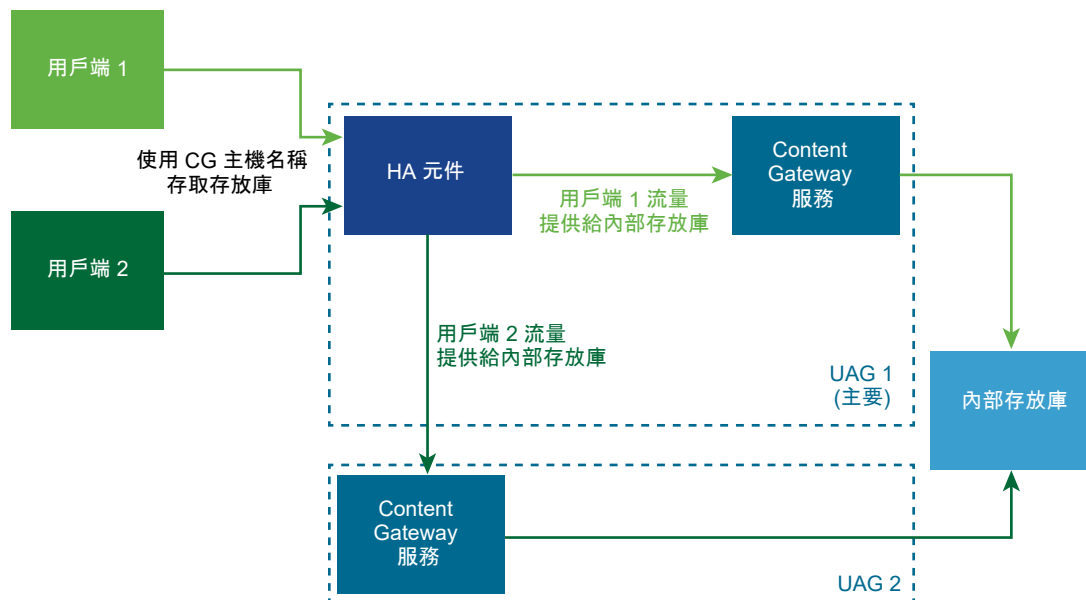 用戶端 1
使用 CG 主機名稱
存取存放庫
用戶端 2
HA 元件
用戶端 1 流量
提供給內部存放庫
Content
Gateway
服務
用戶端 2 流量
提供給內部存放庫
UAG 1
(主要)
內部存放庫
Content
Gateway
服務
UAG 2